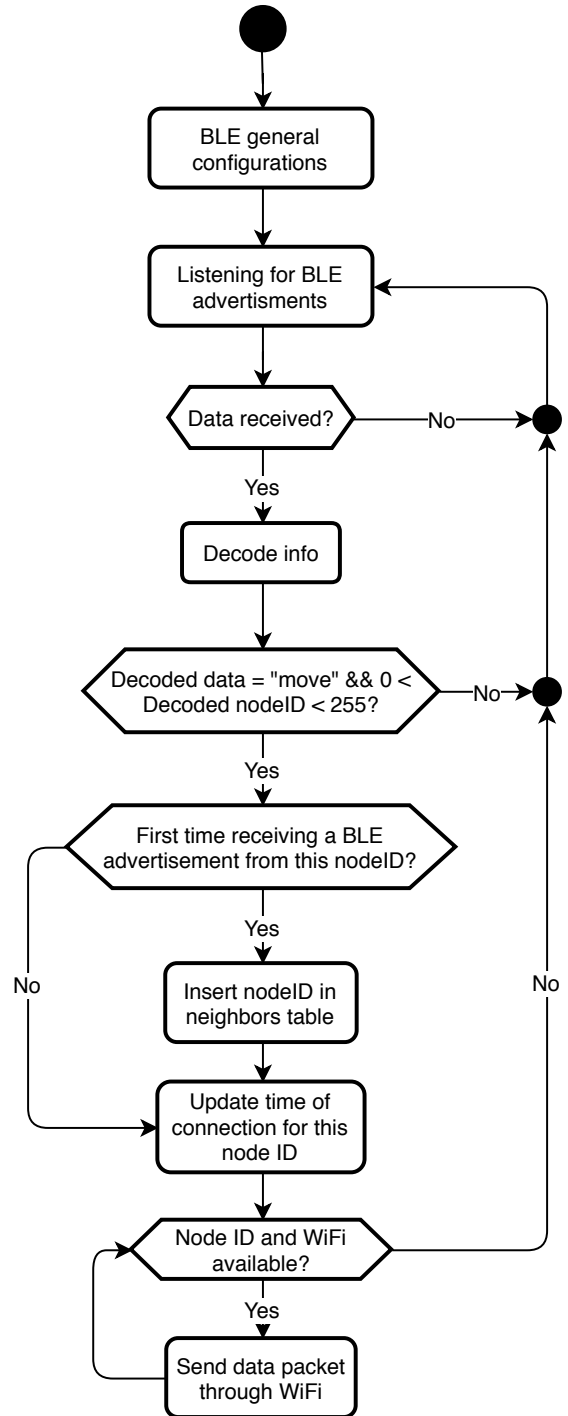 BLE general
configurations
Listening for BLE
advertisments
Data received?
No
Yes
Decode info
Decoded data = "move" && 0 <
Decoded nodeID < 255?
No
Yes
First time receiving a BLE
advertisement from this nodeID?
Yes
No
No
Insert nodeID in
neighbors table
Update time of
connection for this
node ID
Node ID and WiFi
available?
Yes
Send data packet
through WiFi